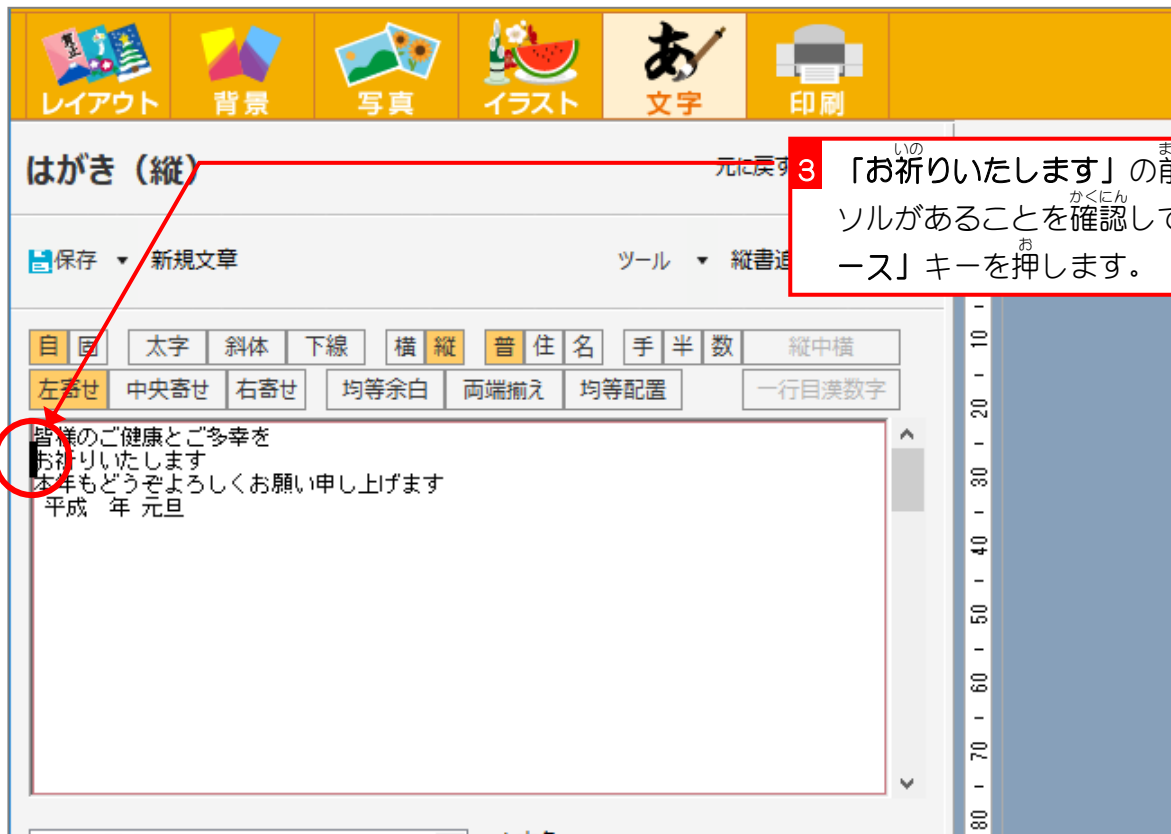 レイアウト 背景 写真 イラスト 文字 印刷
はがき（縦）
元に戻す
3 「お祈りいたします」の前
いの
ソルがあることを確認して
かくにん
ース」キーを押します。
お
保存 ▼ 新規文章
ツール ▼ 縦書追
自 固 太字 斜体 下線 横 縦 普 住 名 手 半 数 縦中横
左寄せ 中央寄せ 右寄せ 均等余白 両端揃え 均等配置 一行目漢数字
皆様のご健康とご多幸を
お祈りいたします
本年もどうぞよろしくお願い申し上げます
平成　年 元旦
10
20
30
40
50
60
70
80